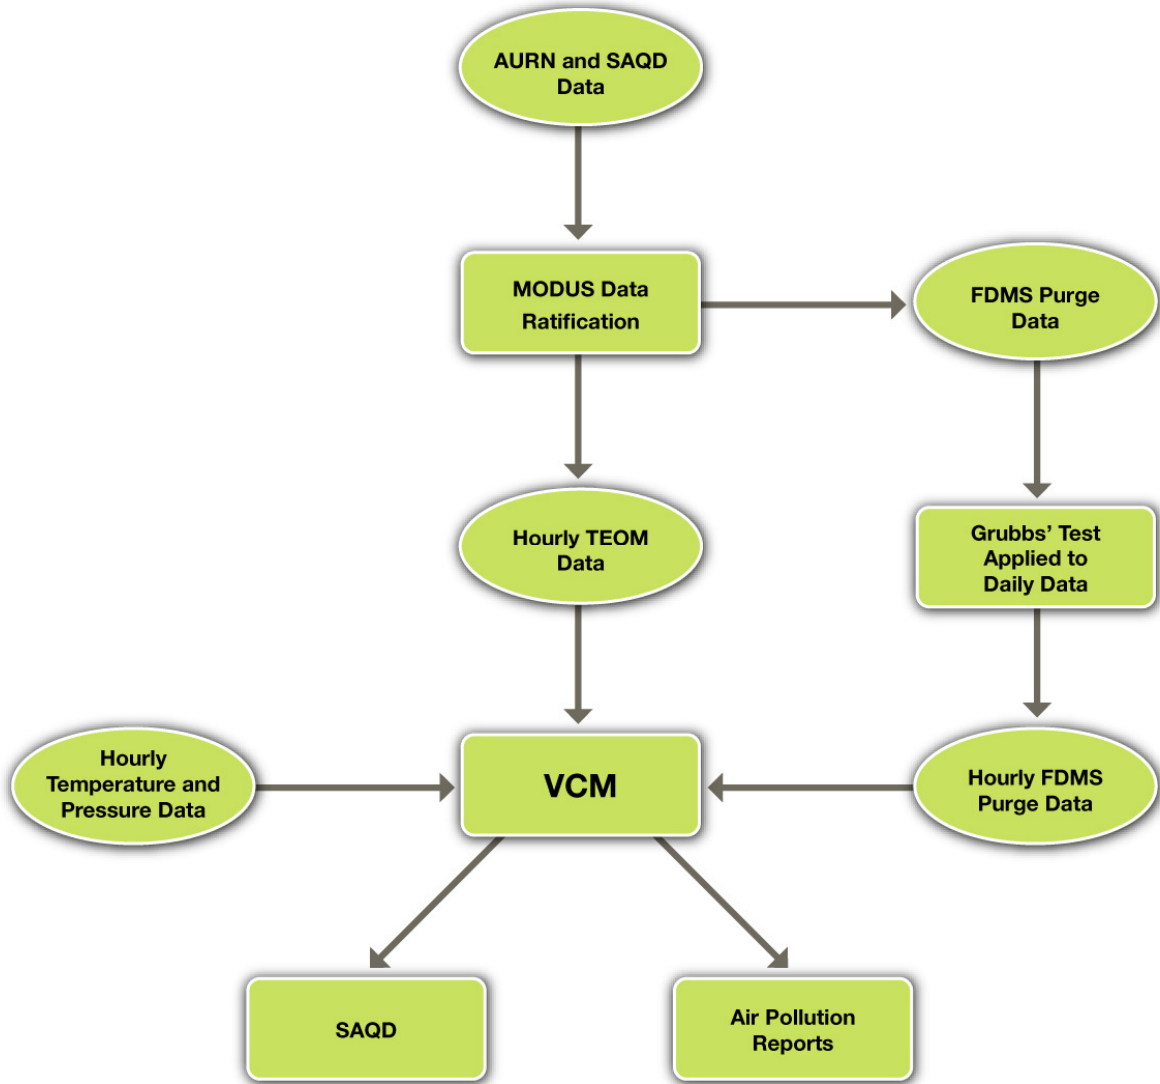 AURN and SAQD
Data
MODUS Data
Ratification
FDMS Purge
Data
Hourly TEOM
Data
Grubbs’ Test
Applied to
Daily Data
Hourly
Temperature and
Pressure Data
VCM
Hourly FDMS
Purge Data
SAQD
Air Pollution
Reports